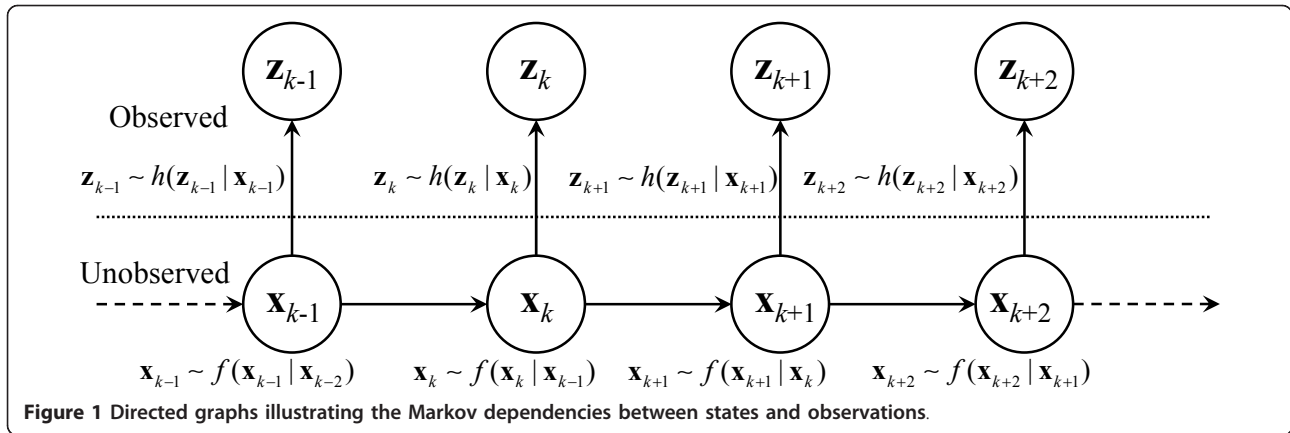 z_{k-1} z_k z_{k+1} z_{k+2}
Observed
z_{k-1} ~ h(z_{k-1} | x_{k-1}) z_k ~ h(z_k | x_k) z_{k+1} ~ h(z_{k+1} | x_{k+1}) z_{k+2} ~ h(z_{k+2} | x_{k+2})
Unobserved
x_{k-1} x_k x_{k+1} x_{k+2}
x_{k-1} ~ f(x_{k-1} | x_{k-2}) x_k ~ f(x_k | x_{k-1}) x_{k+1} ~ f(x_{k+1} | x_k) x_{k+2} ~ f(x_{k+2} | x_{k+1})
Figure 1 Directed graphs illustrating the Markov dependencies between states and observations.